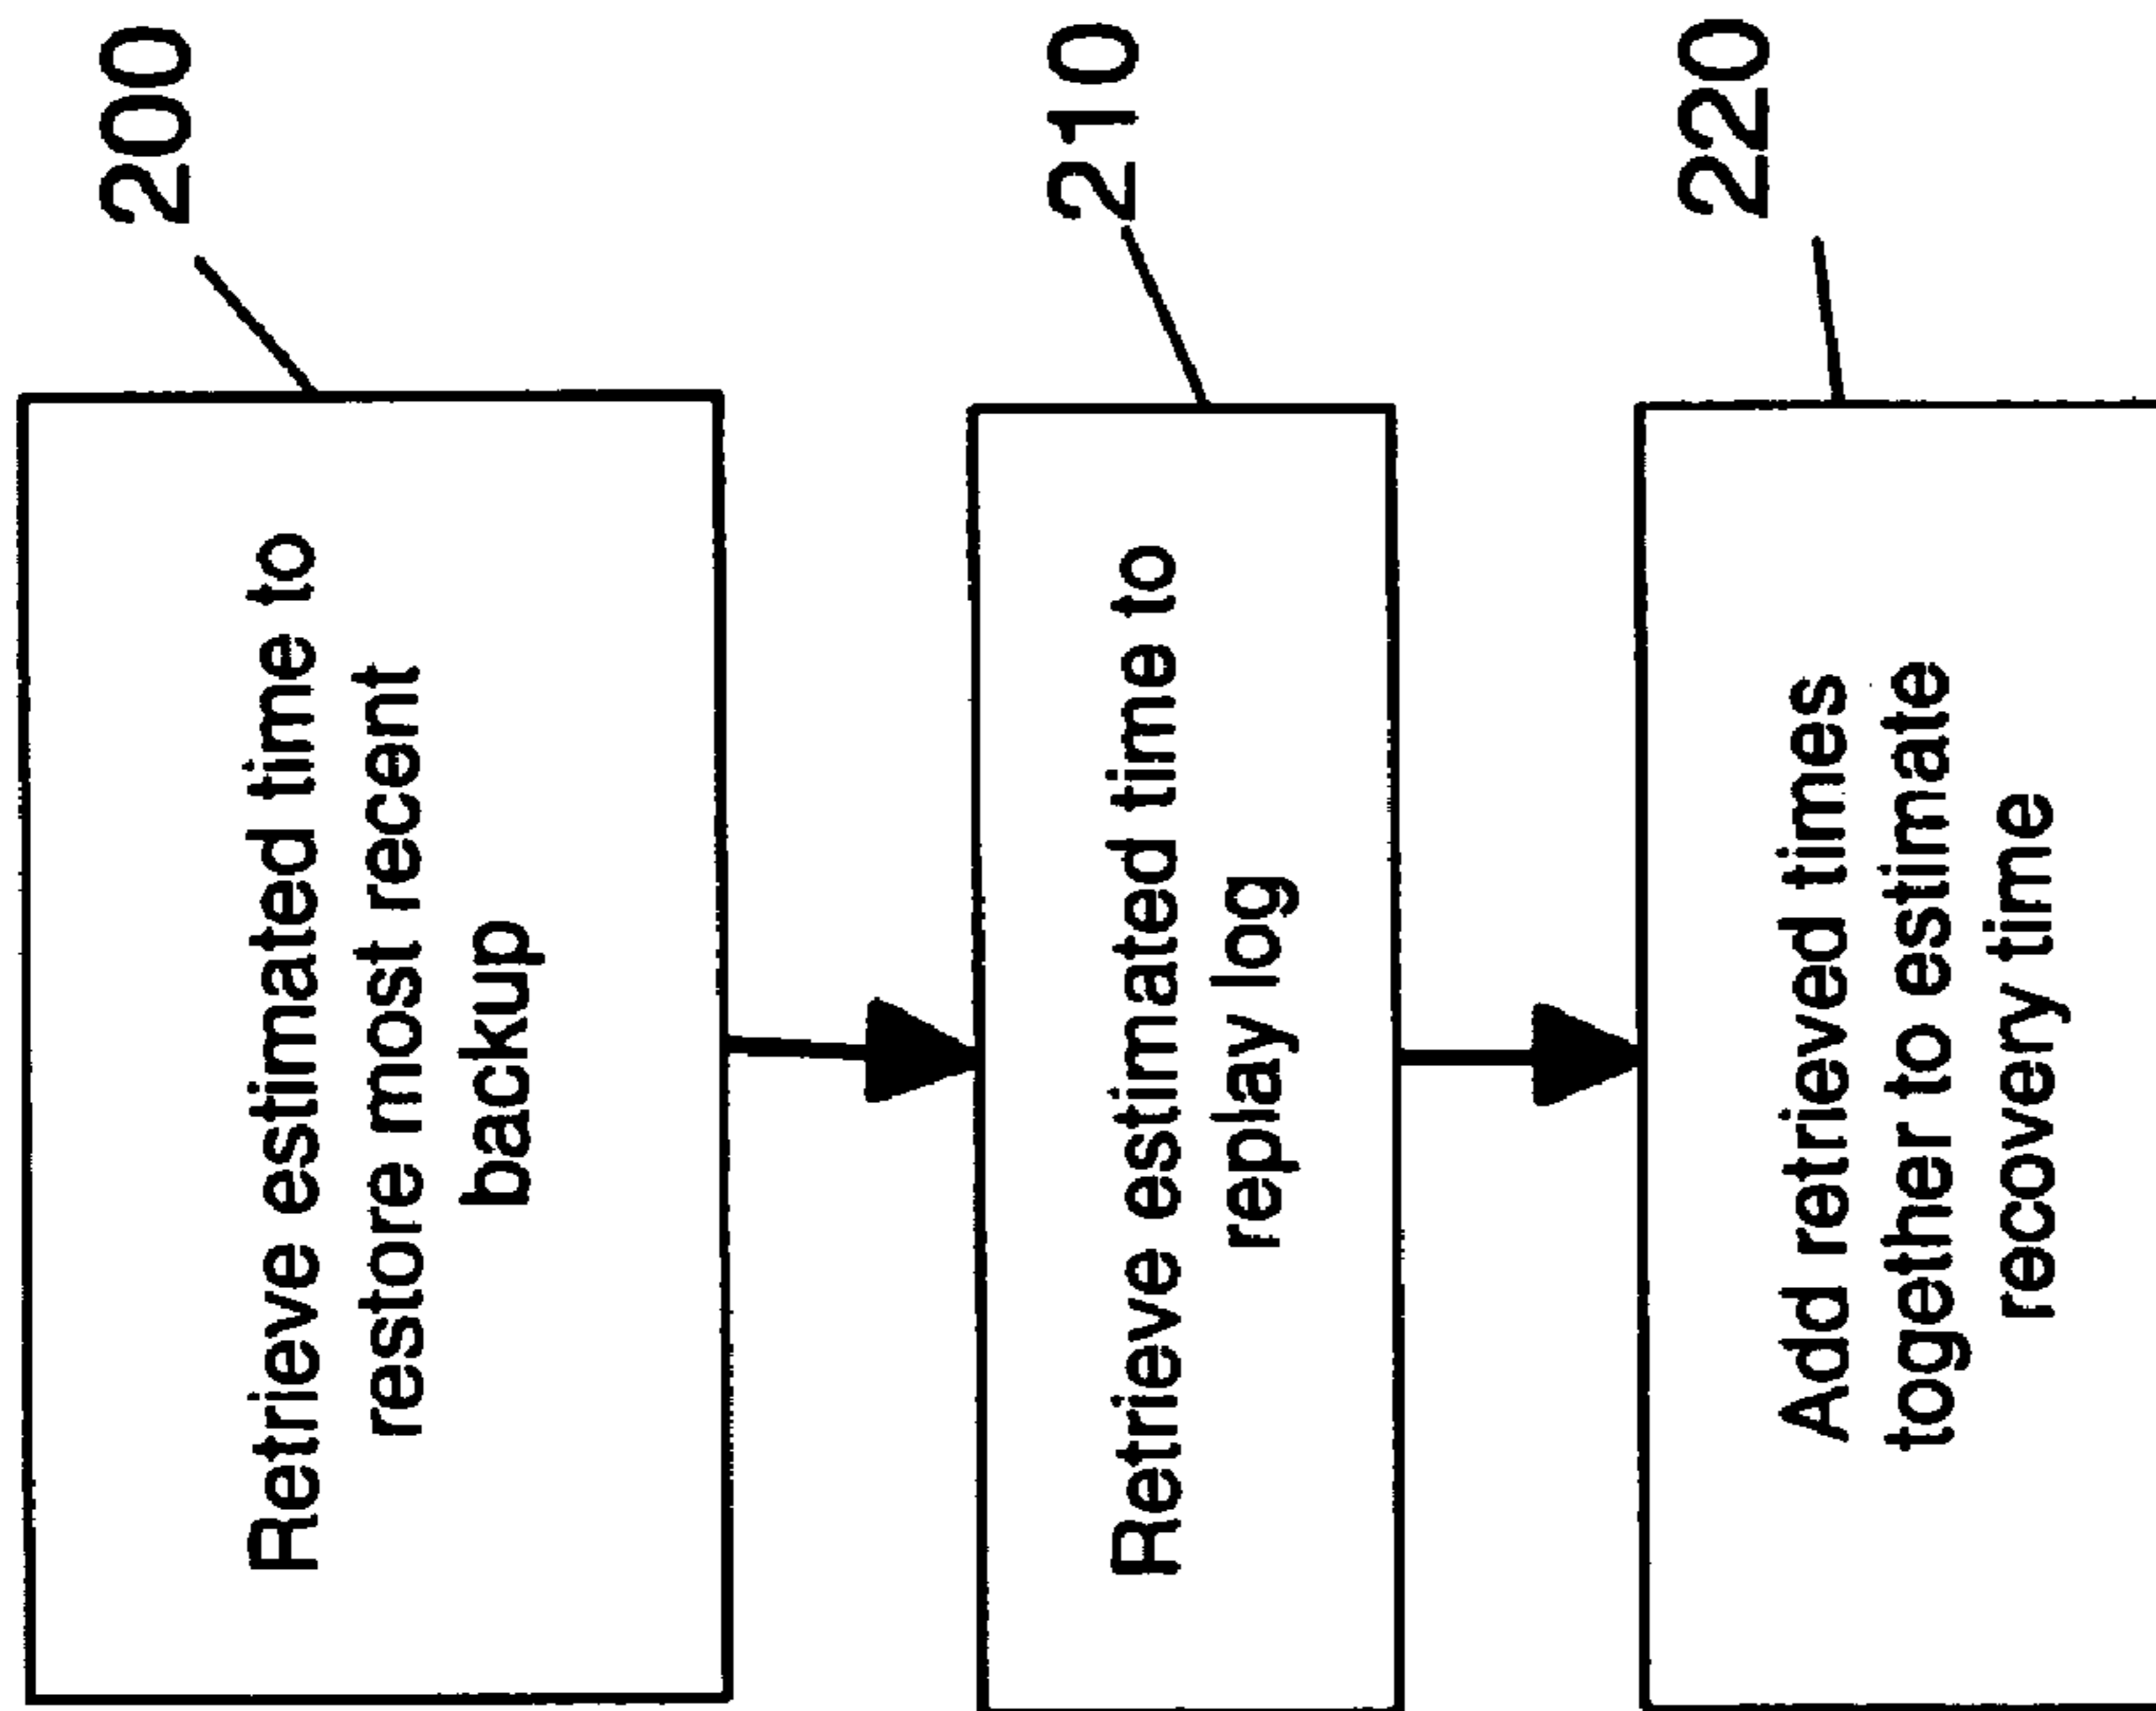 200
Retrieve estimated time to
restore most recent
backup
210
Retrieve estimated time to
replay log
220
Add retrieved times
together to estimate
recovery time